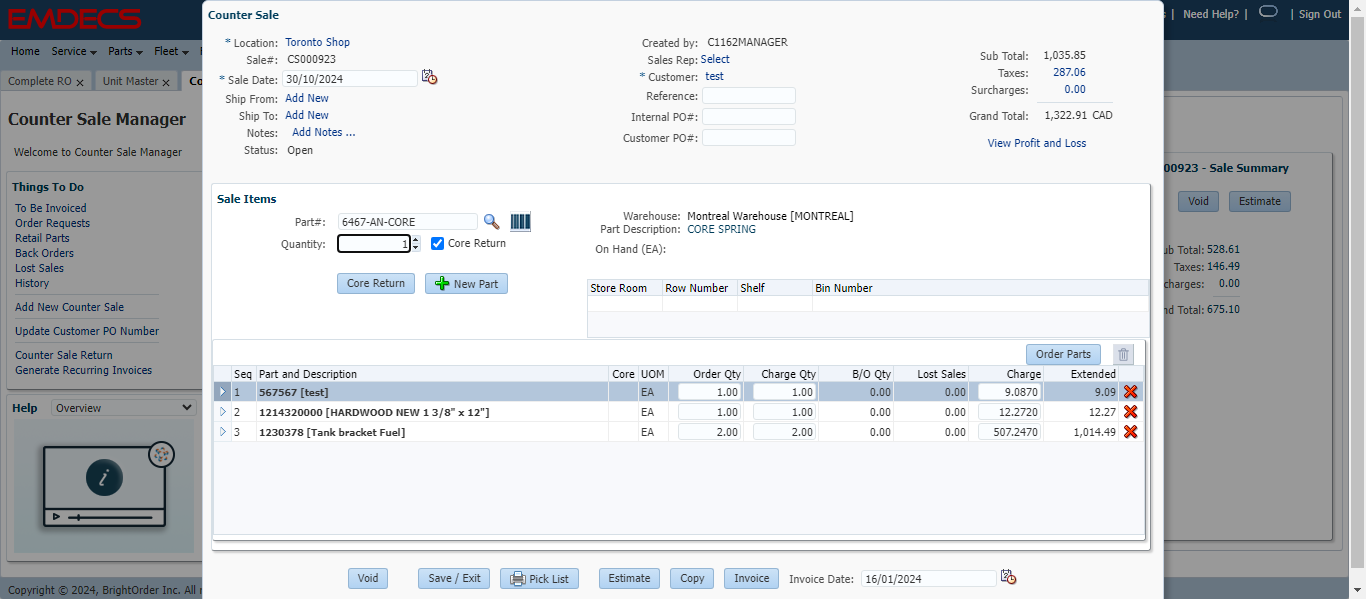 EMDECS
Need Help? | | Sign Out
Home Service Parts Fleet
Complete RO Unit Master Co
Counter Sale Manager
Welcome to Counter Sale Manager
Things To Do
To Be Invoiced
Order Requests
Retail Parts
Back Orders
Lost Sales
History
Add New Counter Sale
Update Customer PO Number
Counter Sale Return
Generate Recurring Invoices
Help Overview
Copyright © 2024, BrightOrder Inc. All
Counter Sale
* Location: Toronto Shop
Sale#: CS000923
* Sale Date: 30/10/2024
Ship From: Add New
Ship To: Add New
Notes: Add Notes ...
Status: Open
Created by: C1162MANAGER
Sales Rep: Select
* Customer: test
Reference:
Internal PO#:
Customer PO#:
Sub Total: 1,035.85
Taxes: 287.06
Surcharges: 0.00
Grand Total: 1,322.91 CAD
View Profit and Loss
Sale Items
Part#: 6467-AN-CORE
Quantity: 1 Core Return
Core Return New Part
Warehouse: Montreal Warehouse [MONTREAL]
Part Description: CORE SPRING
On Hand (EA):
Store Room Row Number Shelf Bin Number
Order Parts
Seq Part and Description Core UOM Order Qty Charge Qty B/O Qty Lost Sales Charge Extended
1 567567 [test] EA 1.00 1.00 0.00 0.00 9.0870 9.09
2 1214320000 [HARDWOOD NEW 1 3/8" x 12"] EA 1.00 1.00 0.00 0.00 12.2720 12.27
3 1230378 [Tank bracket Fuel] EA 2.00 2.00 0.00 0.00 507.2470 1,014.49
Void Save / Exit Pick List Estimate Copy Invoice Invoice Date: 16/01/2024
00923 - Sale Summary
Void Estimate
ub Total: 528.61
Taxes: 146.49
charges: 0.00
nd Total: 675.10